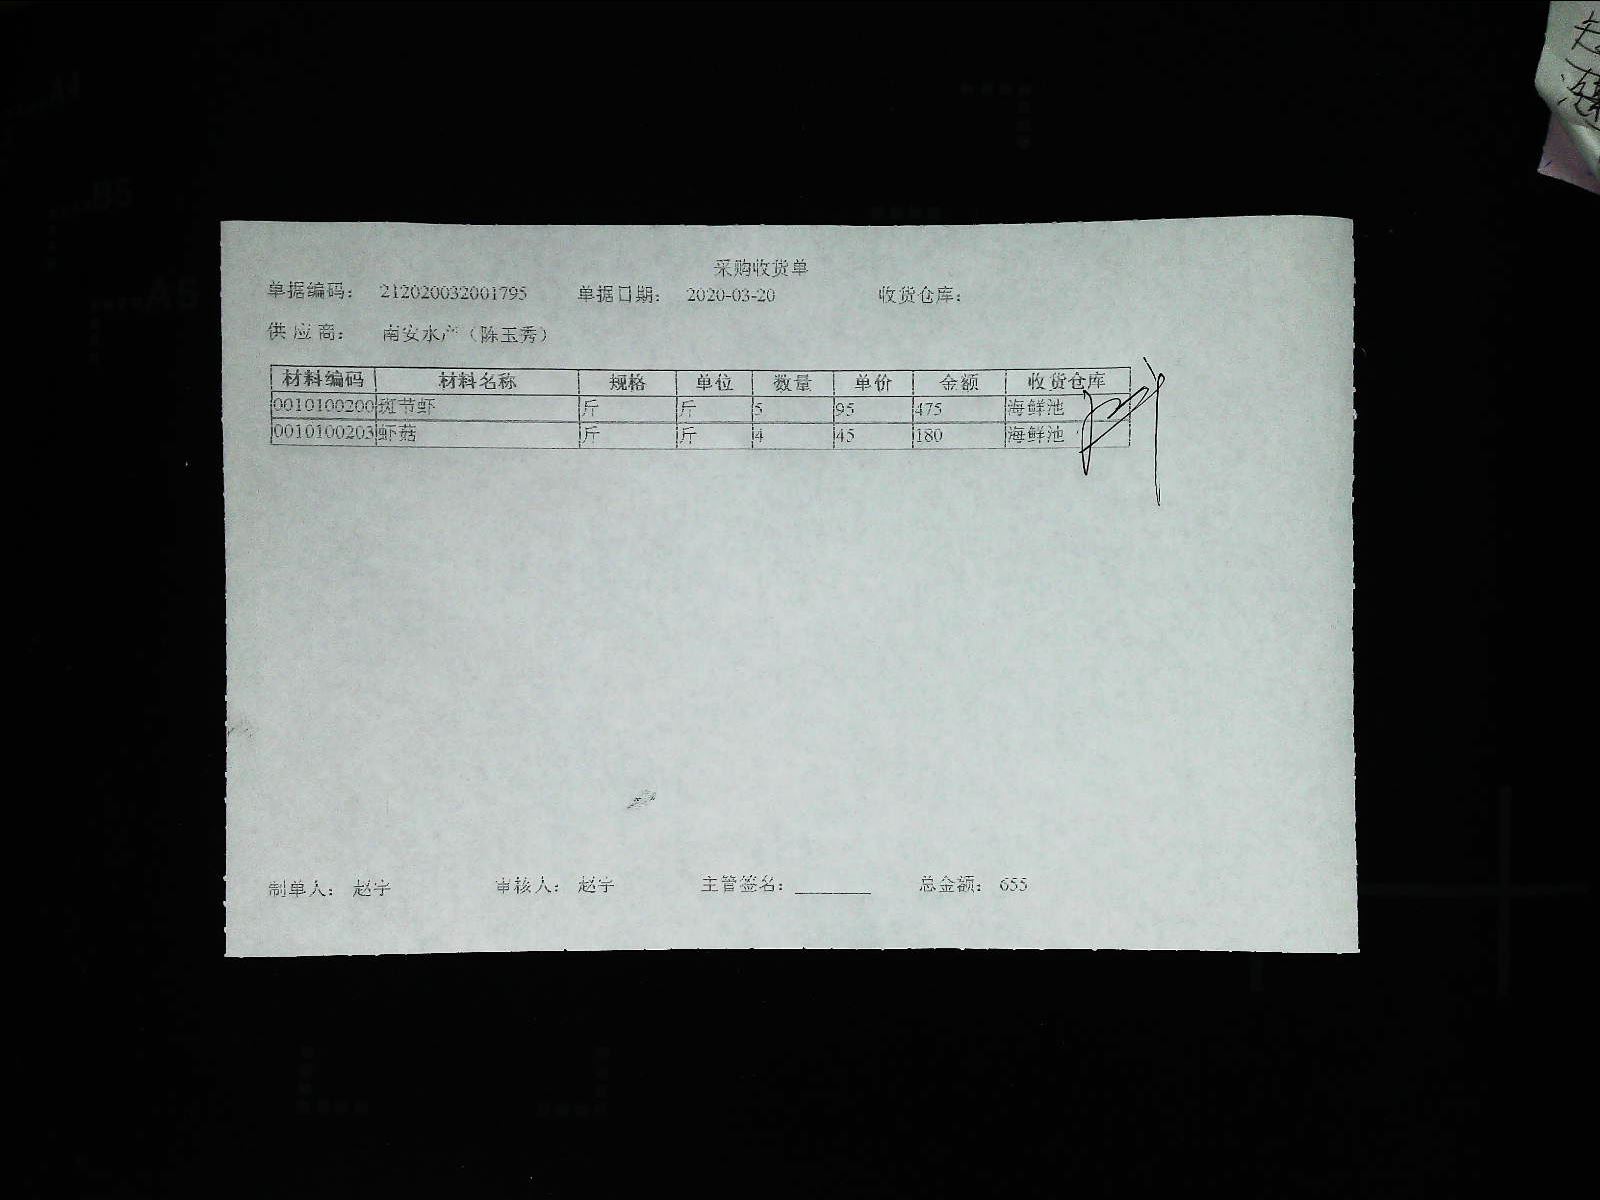 采购收货单
单据编码： 212020032001795 单据日期： 2020-03-20 收货仓库：
供 应 商： 南安水产（陈玉秀）
材料编码 材料名称 规格 单位 数量 单价 金额 收货仓库
0010100200 斑节虾 斤 斤 5 95 475 海鲜池
0010100203 虾菇 斤 斤 4 45 180 海鲜池
制单人： 赵宇 审核人： 赵宇 主管签名：________ 总金额： 655